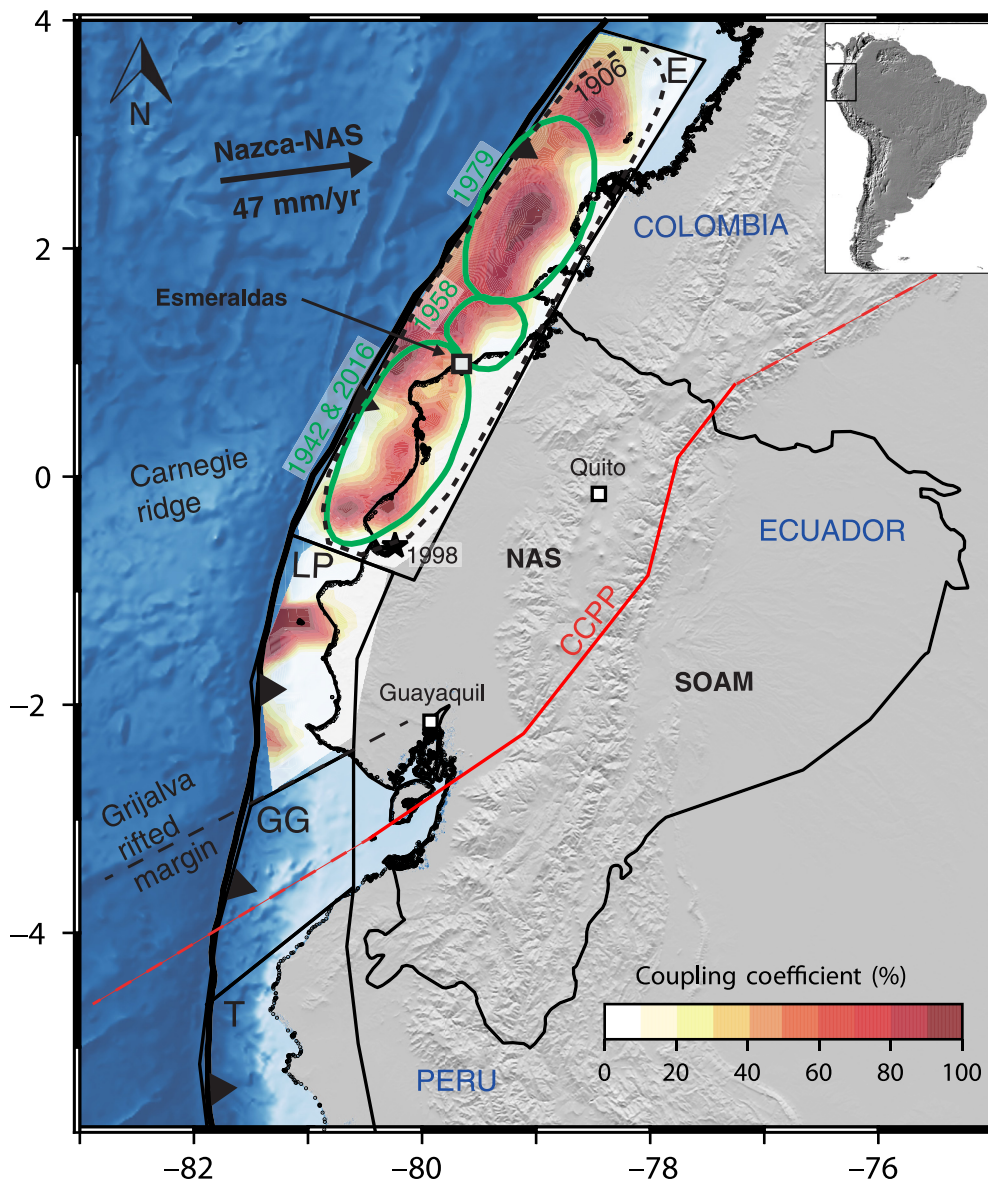 4
2
0
−2
−4
−82
−80
−78
−76
N
Nazca-NAS
47 mm/yr
1906
E
1979
COLOMBIA
Esmeraldas
1958
1942 & 2016
Carnegie
ridge
Quito
ECUADOR
LP
1998
NAS
CCPP
SOAM
Guayaquil
Grijalva
rifted
margin
GG
T
PERU
Coupling coefficient (%)
0 20 40 60 80 100